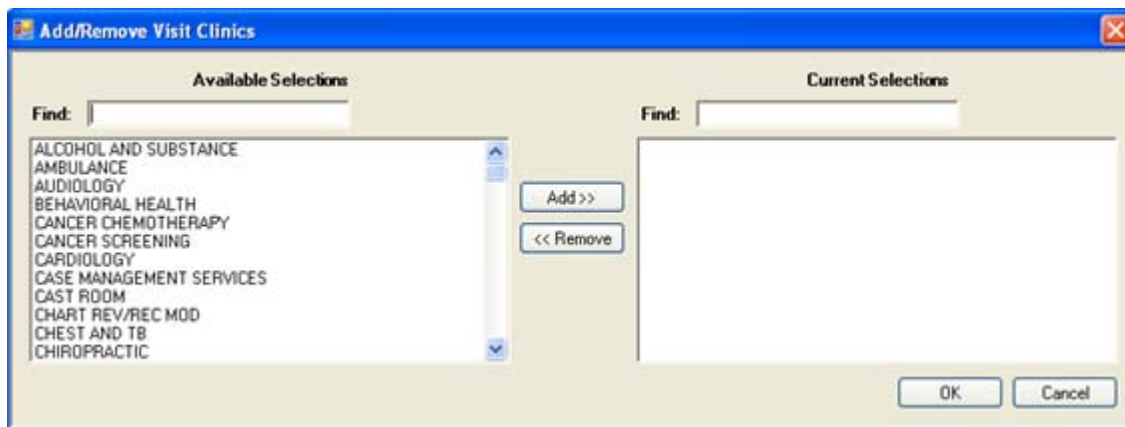 Add/Remove Visit Clinics
Available Selections
Find:
ALCOHOL AND SUBSTANCE
AMBULANCE
AUDIOLOGY
BEHAVIORAL HEALTH
CANCER CHEMOTHERAPY
CANCER SCREENING
CARDIOLOGY
CASE MANAGEMENT SERVICES
CAST ROOM
CHART REV/REC MOD
CHEST AND TB
CHIROPRACTIC
Add >>
<< Remove
Current Selections
Find:
OK
Cancel